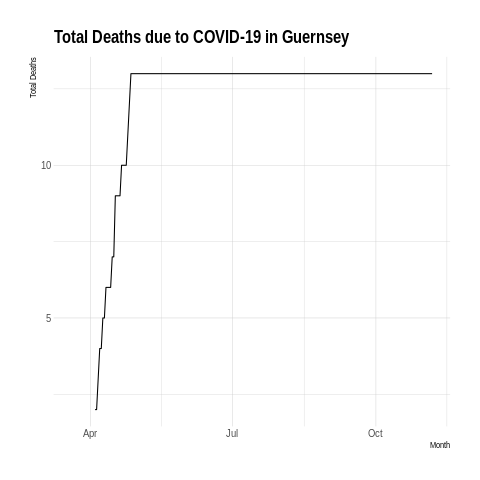 Total Deaths due to COVID-19 in Guernsey
Total Deaths
10
5
Apr
Jul
Oct
Month